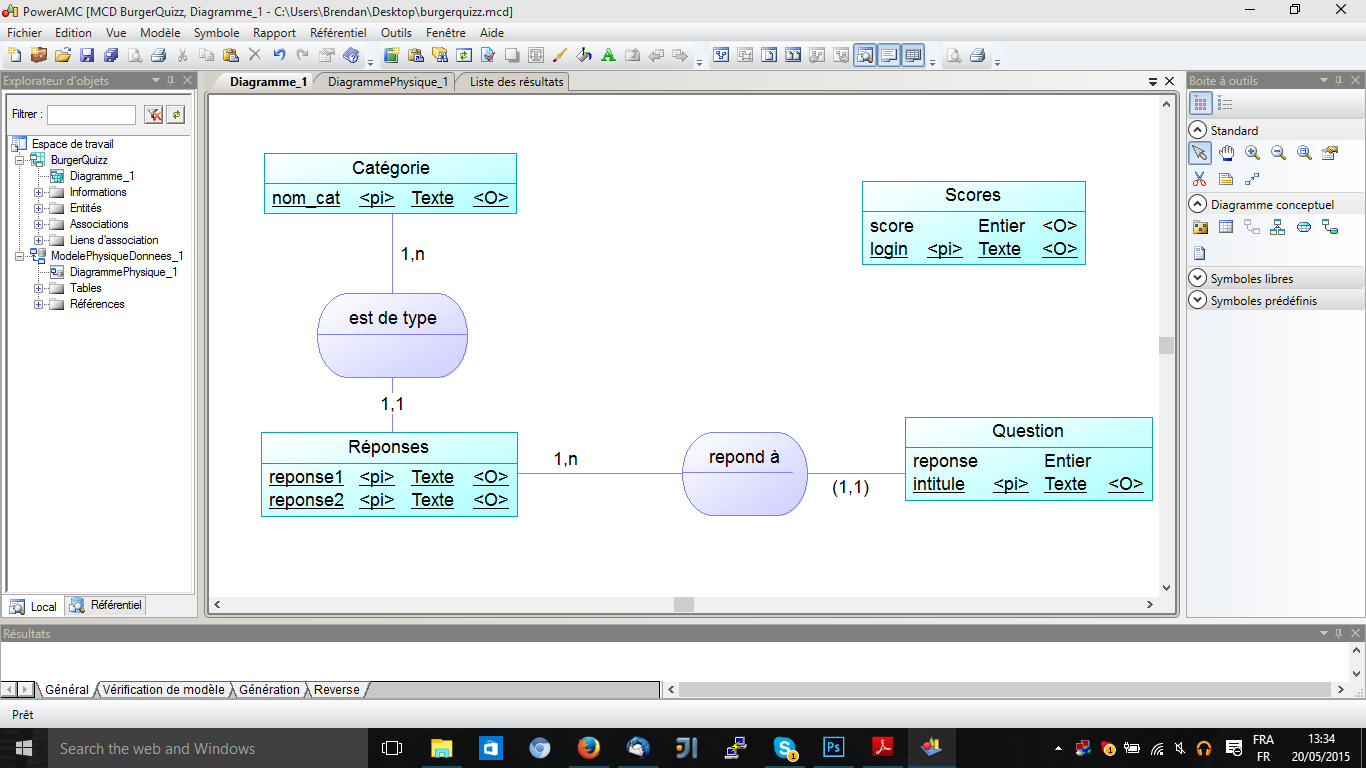 PowerAMC [MCD BurgerQuizz, Diagramme_1 - C:\Users\Brendan\Desktop\burgerquizz.mcd]
Fichier Edition Vue Modèle Symbole Rapport Référentiel Outils Fenêtre Aide
Explorateur d'objets
Filtrer :
Espace de travail
BurgerQuizz
Diagramme_1
Informations
Entités
Associations
Liens d'association
ModelePhysiqueDonnees_1
DiagrammePhysique_1
Tables
Références
Local Référentiel
Diagramme_1 DiagrammePhysique_1 Liste des résultats
Catégorie
nom_cat <pi> Texte <O>
1,n
est de type
1,1
Réponses
reponse1 <pi> Texte <O>
reponse2 <pi> Texte <O>
1,n
repond à
(1,1)
Scores
score Entier <O>
login <pi> Texte <O>
Question
reponse Entier
intitule <pi> Texte <O>
Boite à outils
Standard
Diagramme conceptuel
Symboles libres
Symboles prédéfinis
Résultats
Général Vérification de modèle Génération Reverse
Prêt
Search the web and Windows
FRA
FR
13:34
20/05/2015